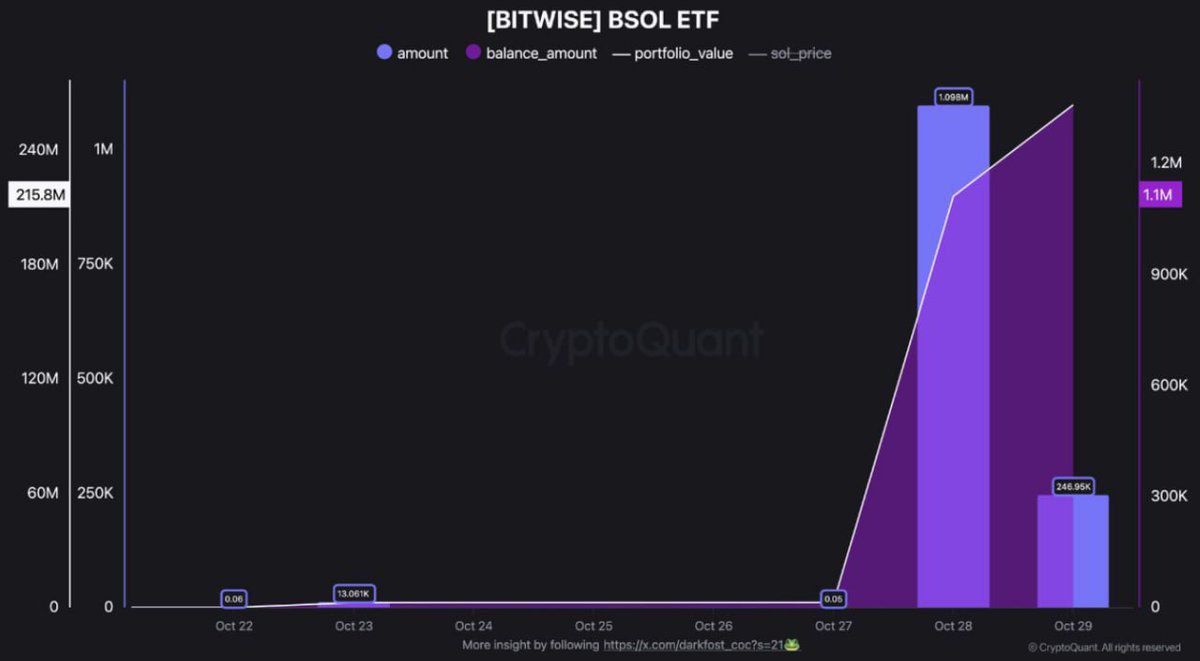 [BITWISE] BSOL ETF
amount balance_amount portfolio_value sol_price
240M 1M 1.098M 1.2M
215.8M 1.1M
180M 750K 900K
CryptoQuant
120M 500K 600K
60M 250K 246.95K 300K
0 0 0.06 13.061K 0.05 0
Oct 22 Oct 23 Oct 24 Oct 25 Oct 26 Oct 27 Oct 28 Oct 29
More insight by following https://x.com/darkfost_coc?s=21🐸
© CryptoQuant. All rights reserved